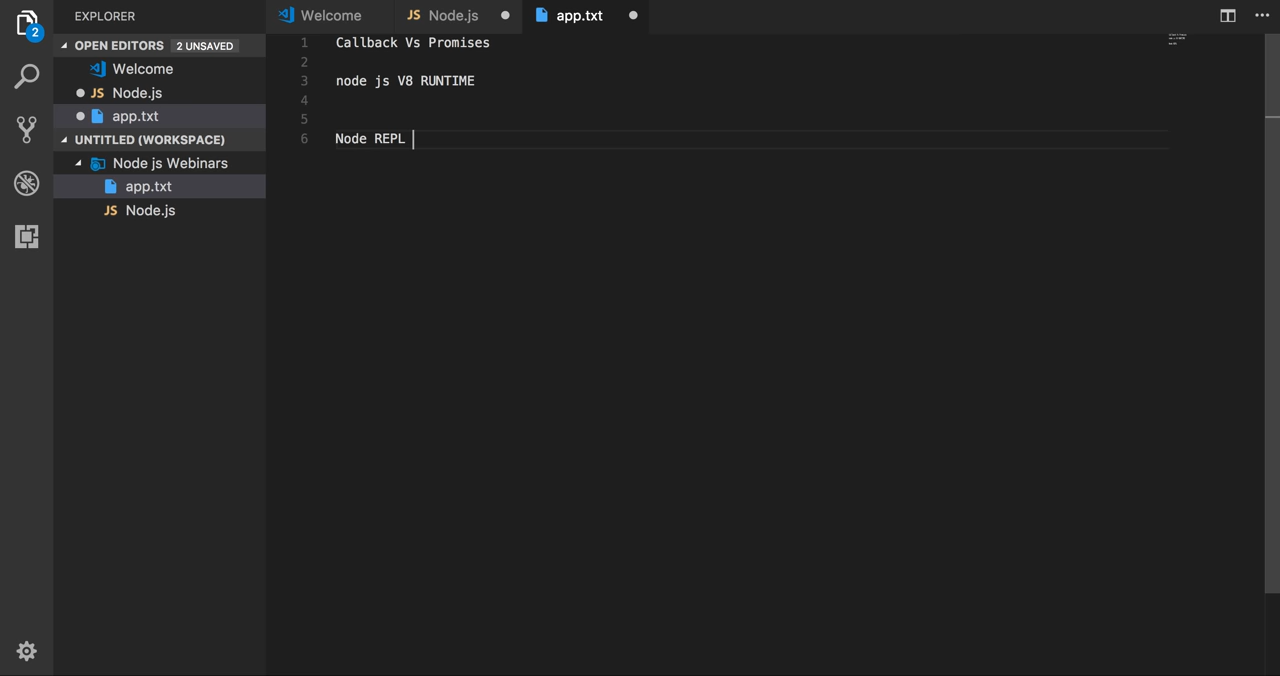 2
EXPLORER
OPEN EDITORS 2 UNSAVED
Welcome
JS Node.js
app.txt
UNTITLED (WORKSPACE)
Node js Webinars
app.txt
JS Node.js
Welcome JS Node.js app.txt
1 Callback Vs Promises
2
3 node js V8 RUNTIME
4
5
6 Node REPL